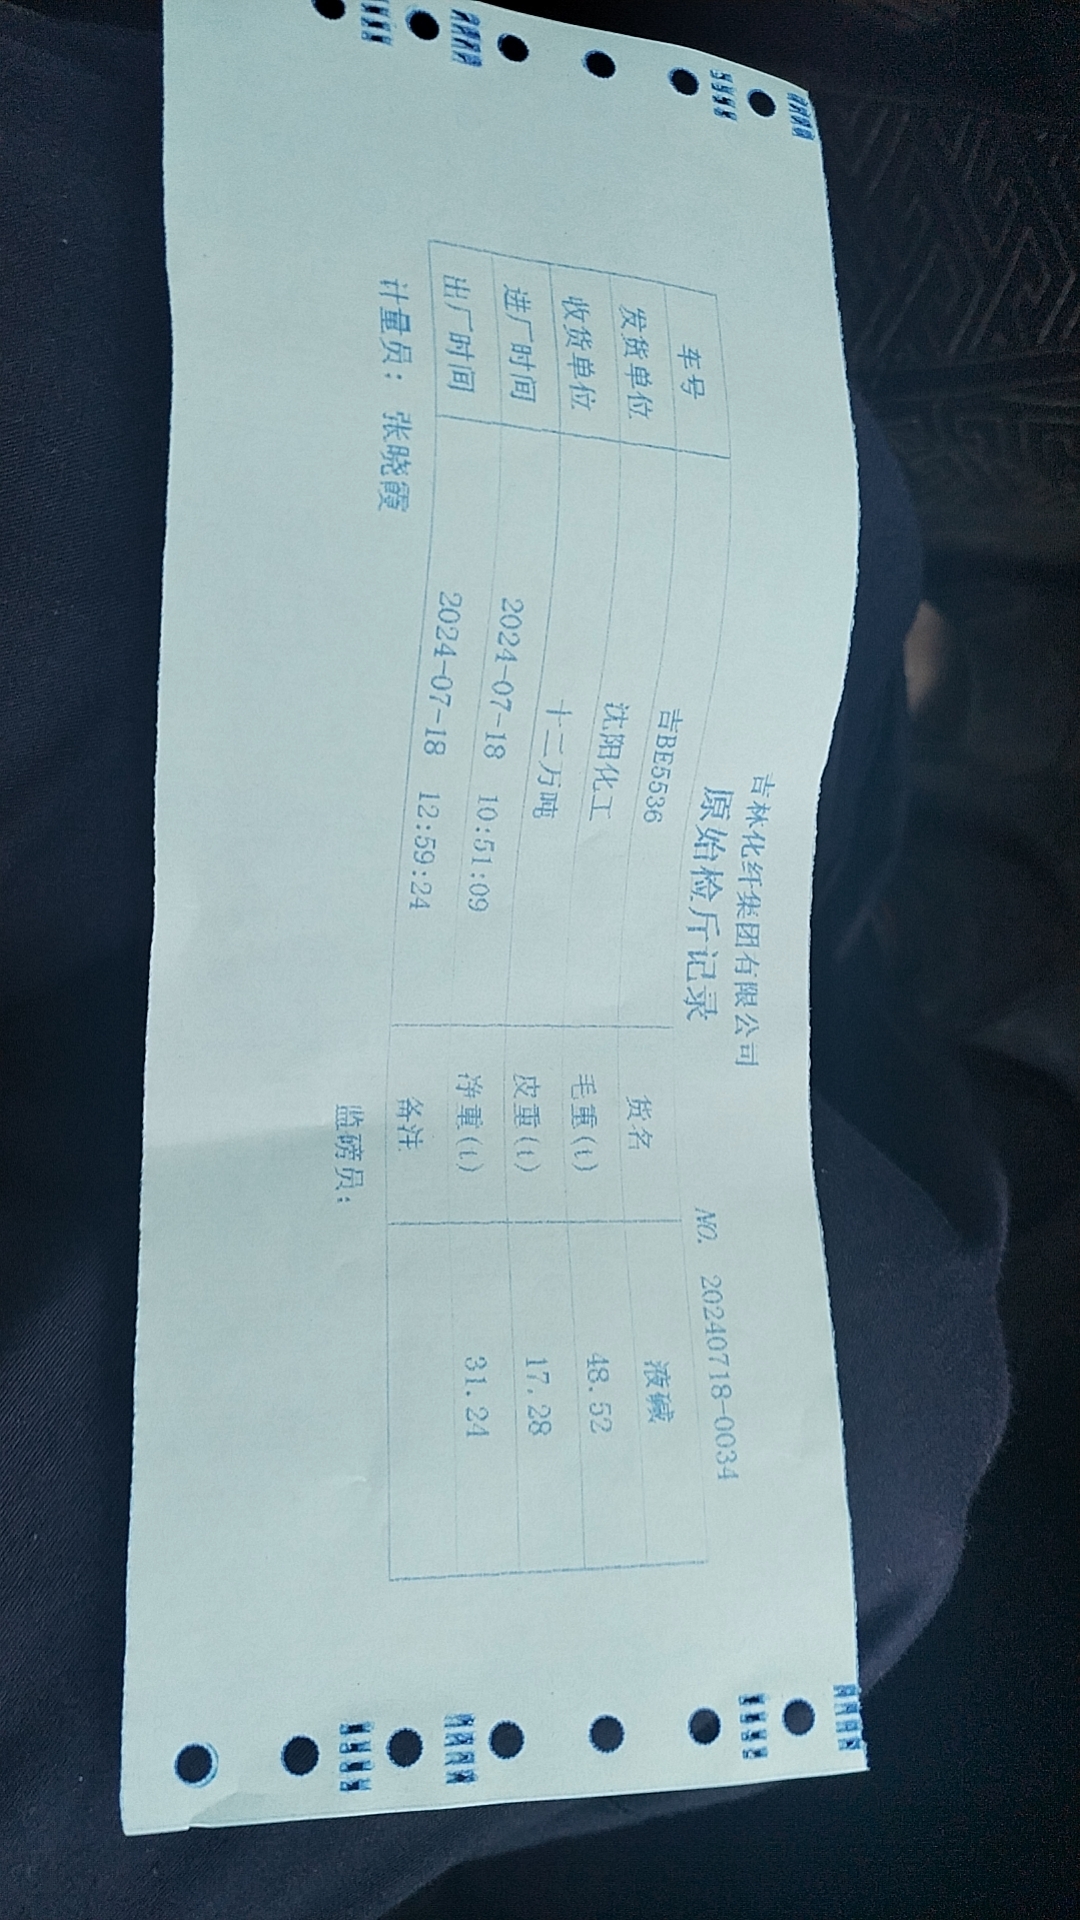 吉林化纤集团有限公司
原始检斤记录
NO. 20240718-0034
车号 吉BE5536 货名 液碱
发货单位 沈阳化工 毛重(t) 48.52
收货单位 十二万吨 皮重(t) 17.28
进厂时间 2024-07-18 10:51:09 净重(t) 31.24
出厂时间 2024-07-18 12:59:24 备注
计量员: 张晓霞 监磅员: